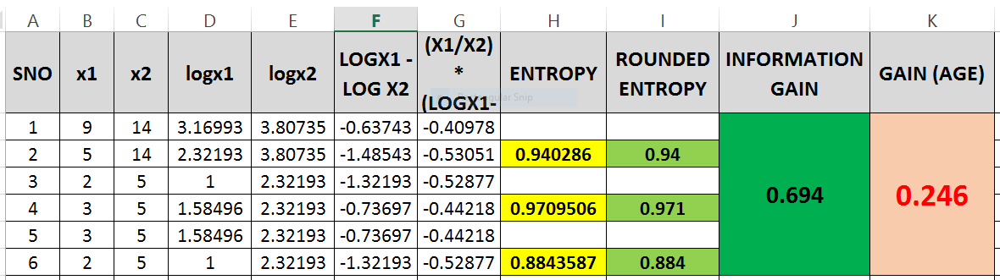 A B C D E F G H I J K
SNO x1 x2 logx1 logx2 LOGX1 - LOG X2 (X1/X2) * (LOGX1- ENTROPY ROUNDED ENTROPY INFORMATION GAIN GAIN (AGE)
1 9 14 3.16993 3.80735 -0.63743 -0.40978
2 5 14 2.32193 3.80735 -1.48543 -0.53051 0.940286 0.94
3 2 5 1 2.32193 -1.32193 -0.52877
0.694 0.246
4 3 5 1.58496 2.32193 -0.73697 -0.44218 0.9709506 0.971
5 3 5 1.58496 2.32193 -0.73697 -0.44218
6 2 5 1 2.32193 -1.32193 -0.52877 0.8843587 0.884